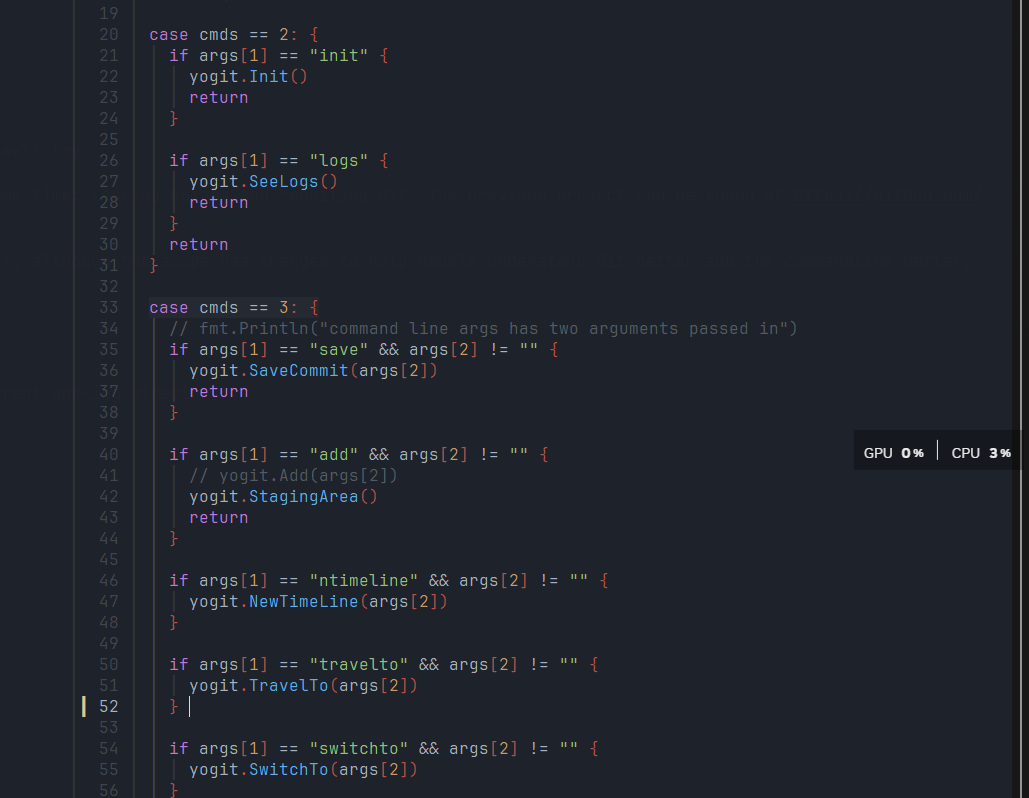 19
20 case cmds == 2: {
21 if args[1] == "init" {
22 yogit.Init()
23 return
24 }
25
26 if args[1] == "logs" {
27 yogit.SeeLogs()
28 return
29 }
30 return
31 }
32
33 case cmds == 3: {
34 // fmt.Println("command line args has two arguments passed in")
35 if args[1] == "save" && args[2] != "" {
36 yogit.SaveCommit(args[2])
37 return
38 }
39
40 if args[1] == "add" && args[2] != "" {
41 // yogit.Add(args[2])
42 yogit.StagingArea()
43 return
44 }
45
46 if args[1] == "ntimeline" && args[2] != "" {
47 yogit.NewTimeLine(args[2])
48 }
49
50 if args[1] == "travelto" && args[2] != "" {
51 yogit.TravelTo(args[2])
52 }
53
54 if args[1] == "switchto" && args[2] != "" {
55 yogit.SwitchTo(args[2])
56 }
GPU 0% CPU 3%